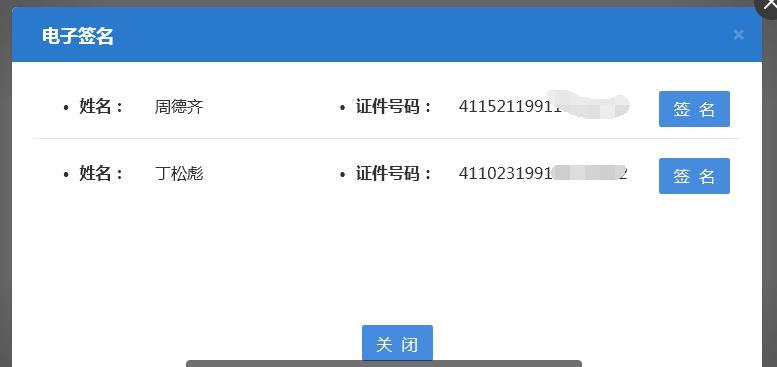 电子签名
• 姓名： 周德齐 • 证件号码： 4115211991 签 名
• 姓名： 丁松彪 • 证件号码： 4110231991 签 名
关 闭